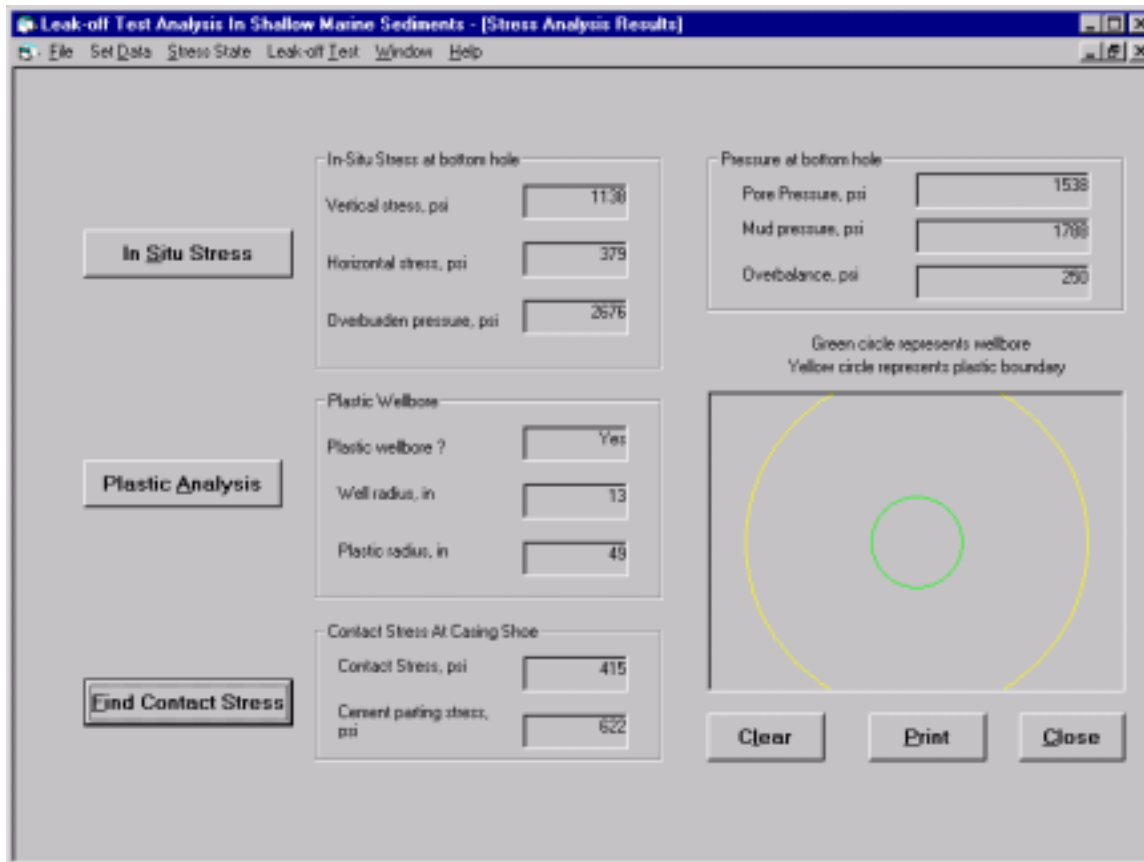 Leak-off Test Analysis In Shallow Marine Sediments - [Stress Analysis Results]
File Set Data Stress State Leak-off Test Window Help
In-Situ Stress at bottom hole
Vertical stress, psi 1138
In Situ Stress
Horizontal stress, psi 379
Overburden pressure, psi 2676
Pressure at bottom hole
Pore Pressure, psi 1538
Mud pressure, psi 1788
Overbalance, psi 250
Green circle represents wellbore
Yellow circle represents plastic boundary
Plastic Wellbore
Plastic wellbore ? Yes
Plastic Analysis
Well radius, in 13
Plastic radius, in 49
Contact Stress At Casing Shoe
Contact Stress, psi 415
Find Contact Stress
Cement parting stress,
psi 622
Clear Print Close